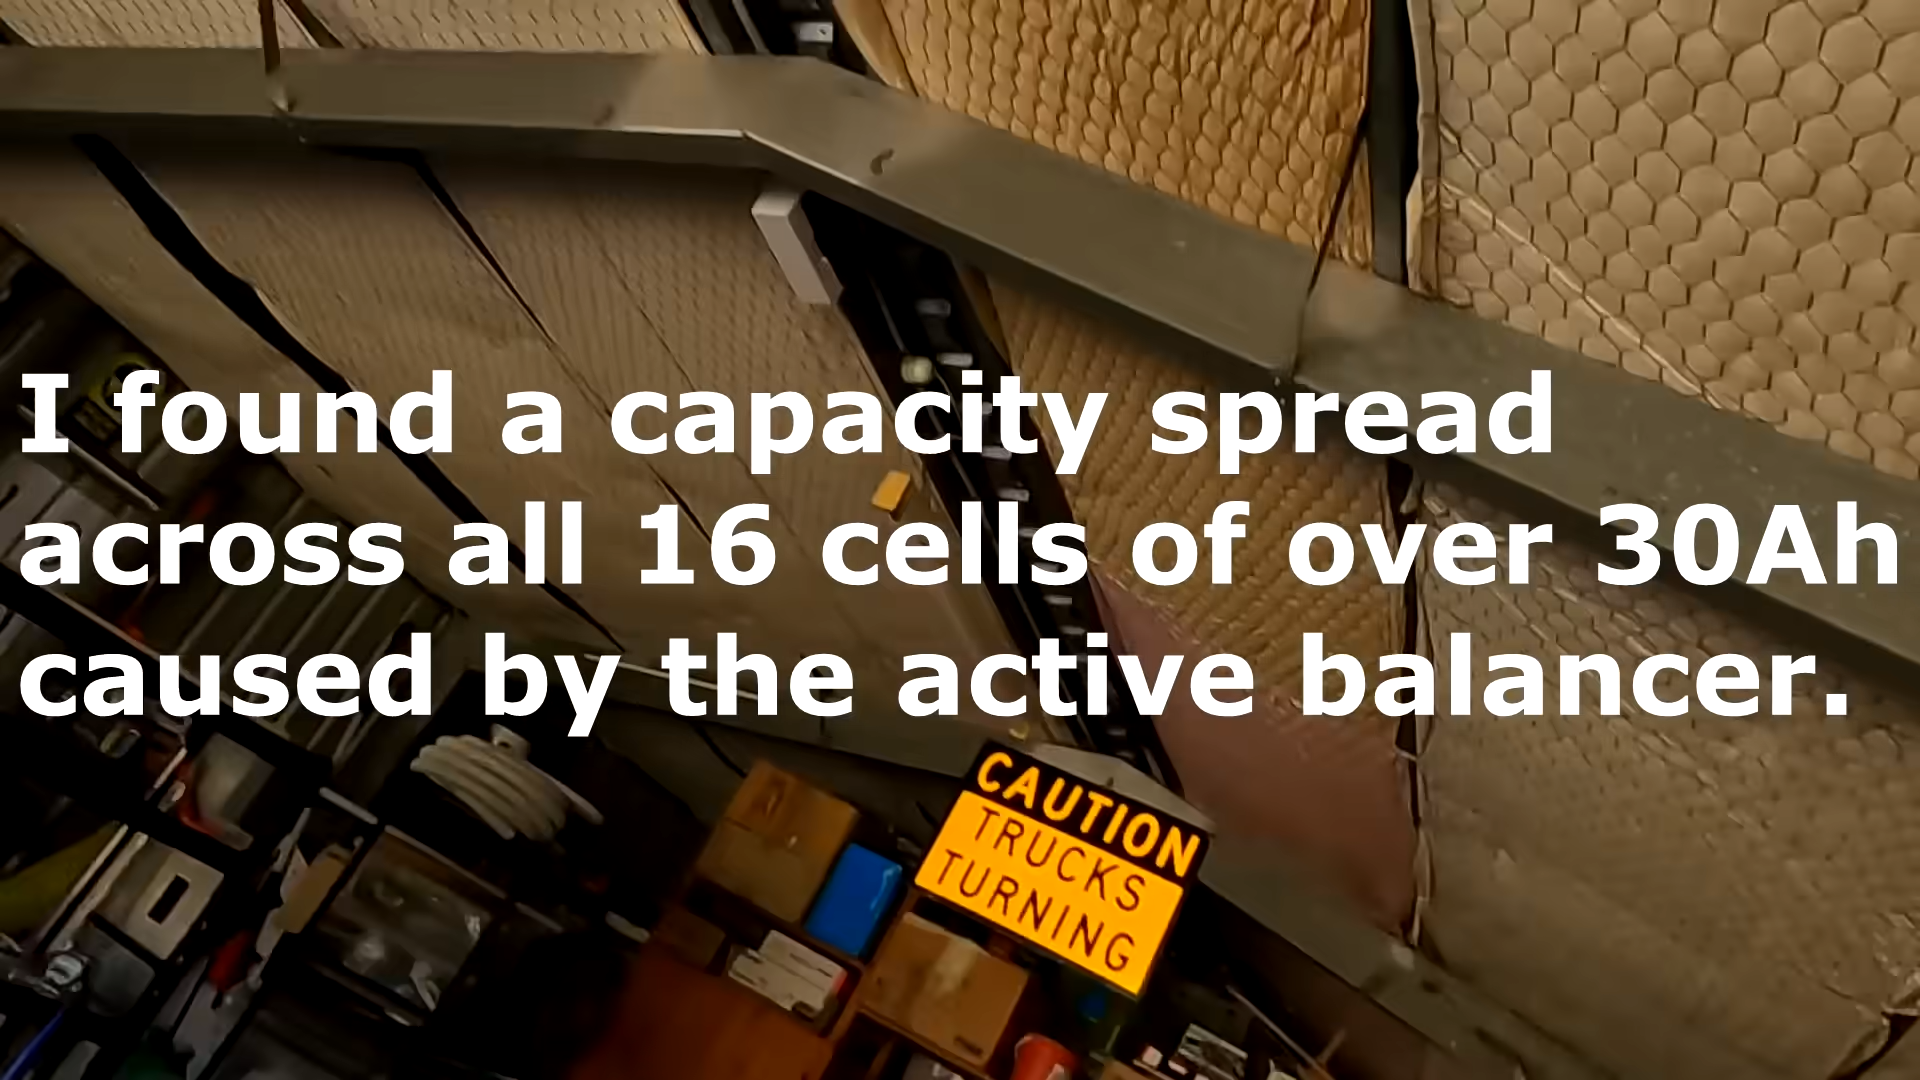 I found a capacity spread
across all 16 cells of over 30Ah
caused by the active balancer.
CAUTION
TRUCKS
TURNING